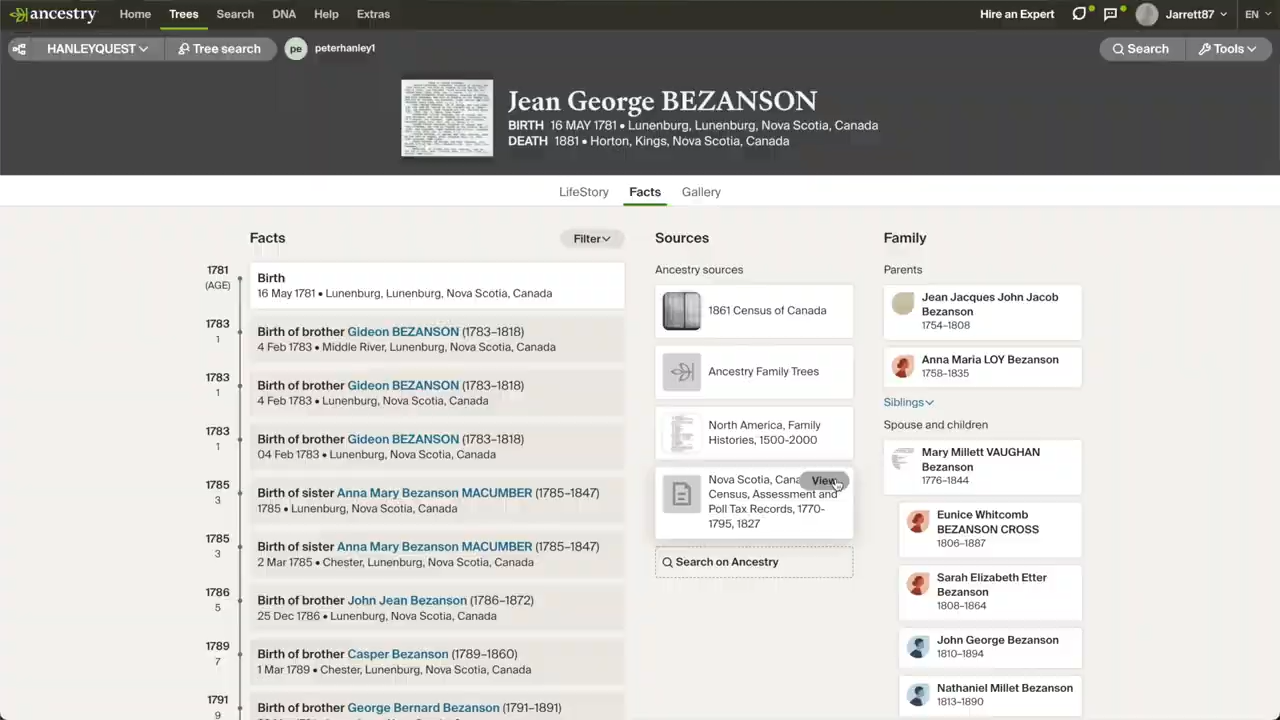 ancestry Home Trees Search DNA Help Extras Hire an Expert Jarrett87 EN
HANLEYQUEST Tree search pe peterhanley1 Search Tools
Jean George BEZANSON
BIRTH 16 MAY 1781 • Lunenburg, Lunenburg, Nova Scotia, Canada
DEATH 1881 • Horton, Kings, Nova Scotia, Canada
LifeStory Facts Gallery
Facts Filter
1781
(AGE)
Birth
16 May 1781 • Lunenburg, Lunenburg, Nova Scotia, Canada
1783
1
Birth of brother Gideon BEZANSON (1783–1818)
4 Feb 1783 • Middle River, Lunenburg, Nova Scotia, Canada
1783
1
Birth of brother Gideon BEZANSON (1783–1818)
4 Feb 1783 • Lunenburg, Nova Scotia, Canada
1783
1
Birth of brother Gideon BEZANSON (1783–1818)
04 Feb 1783 • Lunenburg, Nova Scotia, Canada
1785
3
Birth of sister Anna Mary Bezanson MACUMBER (1785–1847)
1785 • Lunenburg, Nova Scotia, Canada
1785
3
Birth of sister Anna Mary Bezanson MACUMBER (1785–1847)
2 Mar 1785 • Chester, Lunenburg, Nova Scotia, Canada
1786
5
Birth of brother John Jean Bezanson (1786–1872)
25 Dec 1786 • Lunenburg, Nova Scotia, Canada
1789
7
Birth of brother Casper Bezanson (1789–1860)
1 Mar 1789 • Chester, Lunenburg, Nova Scotia, Canada
1791
9
Birth of brother George Bernard Bezanson (1791–1891)
Sources
Ancestry sources
1861 Census of Canada
Ancestry Family Trees
North America, Family
Histories, 1500-2000
Nova Scotia, Cana View
Census, Assessment and
Poll Tax Records, 1770-
1795, 1827
Search on Ancestry
Family
Parents
Jean Jacques John Jacob
Bezanson
1754–1808
Anna Maria LOY Bezanson
1758–1835
Siblings
Spouse and children
Mary Millett VAUGHAN
Bezanson
1776–1844
Eunice Whitcomb
BEZANSON CROSS
1806–1887
Sarah Elizabeth Etter
Bezanson
1808–1864
John George Bezanson
1810–1894
Nathaniel Millet Bezanson
1813–1890